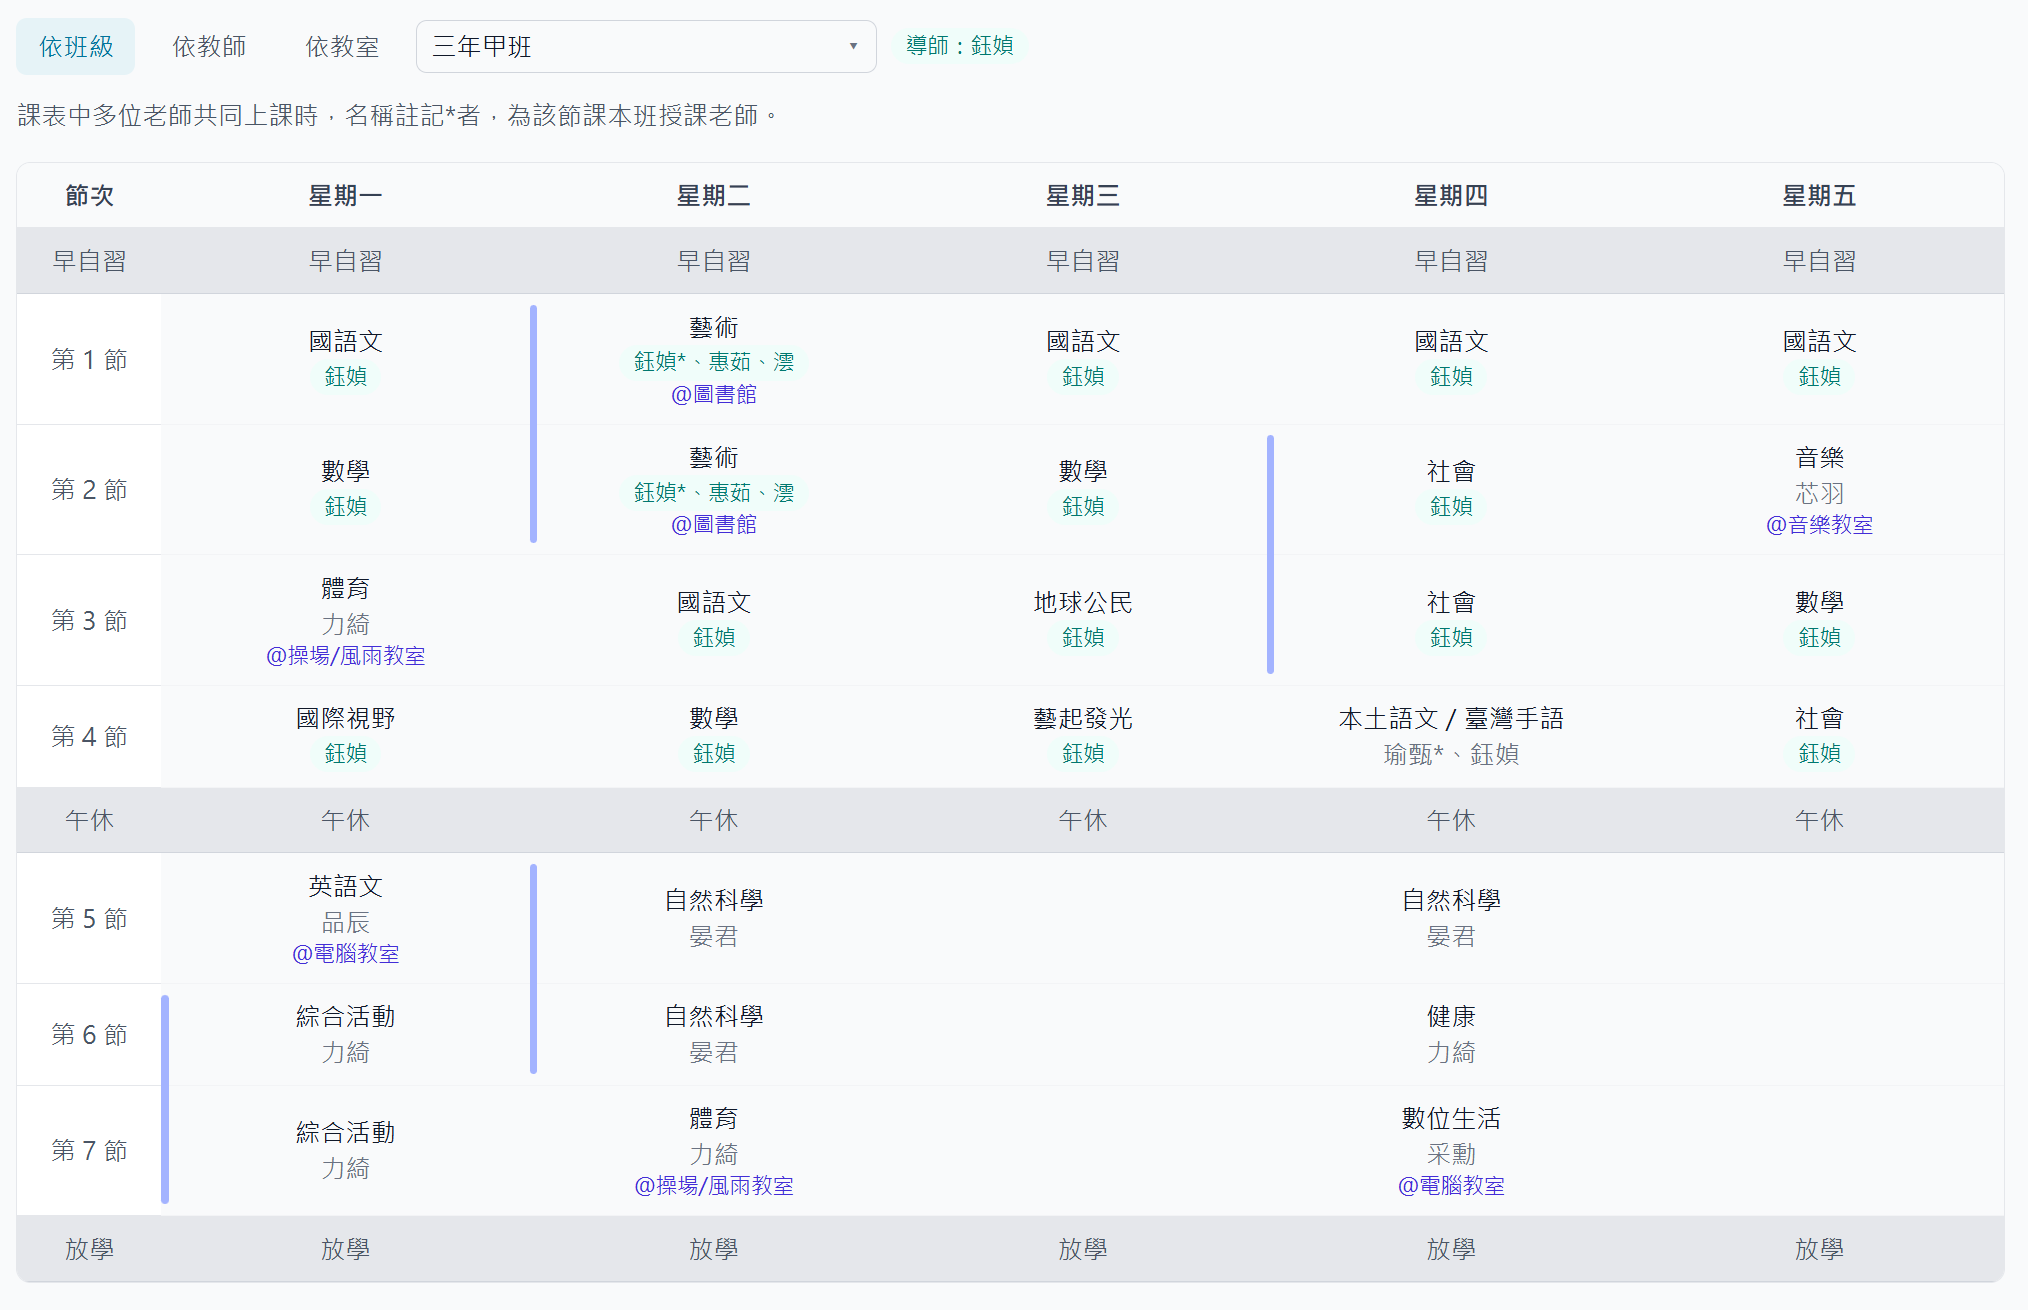 依班級 依教師 依教室 三年甲班 導師：鈺媜
課表中多位老師共同上課時，名稱註記*者，為該節課本班授課老師。
節次 星期一 星期二 星期三 星期四 星期五
早自習 早自習 早自習 早自習 早自習 早自習
第 1 節
國語文
鈺媜
藝術
鈺媜*、惠茹、澐
@圖書館
國語文
鈺媜
國語文
鈺媜
國語文
鈺媜
第 2 節
數學
鈺媜
藝術
鈺媜*、惠茹、澐
@圖書館
數學
鈺媜
社會
鈺媜
音樂
芯羽
@音樂教室
第 3 節
體育
力綺
@操場/風雨教室
國語文
鈺媜
地球公民
鈺媜
社會
鈺媜
數學
鈺媜
第 4 節
國際視野
鈺媜
數學
鈺媜
藝起發光
鈺媜
本土語文 / 臺灣手語
瑜甄*、鈺媜
社會
鈺媜
午休 午休 午休 午休 午休 午休
第 5 節
英語文
品辰
@電腦教室
自然科學
晏君
自然科學
晏君
第 6 節
綜合活動
力綺
自然科學
晏君
健康
力綺
第 7 節
綜合活動
力綺
體育
力綺
@操場/風雨教室
數位生活
采勳
@電腦教室
放學 放學 放學 放學 放學 放學